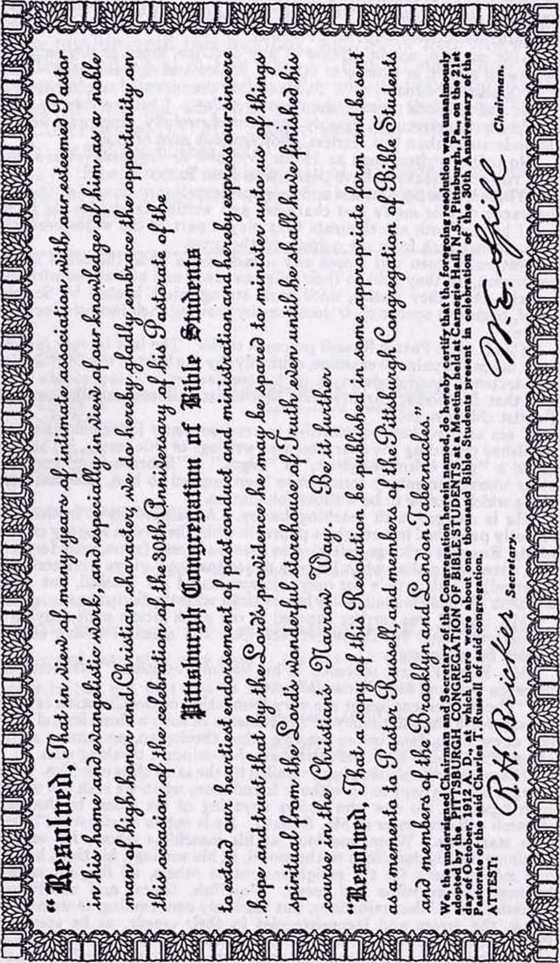 "Resolved, That in view of many years of intimate association with our esteemed Pastor
in his home and evangelistic work, and especially in view of our knowledge of him as a noble
man of high honor and Christian character, we do hereby gladly embrace the opportunity on
this occasion of the celebration of the 30th Anniversary of his Pastorate of the
Pittsburgh Congregation of Bible Students
to extend our heartiest endorsement of past conduct and ministration and hereby express our sincere
hope and trust that by the Lord's providence he may be spared to minister unto us of things
spiritual from the Lord's wonderful storehouse of Truth, even until he shall have finished his
course in the Christian's Narrow Way. Be it further
"Resolved, That a copy of this Resolution be published in some appropriate form and be sent
as momento to Pastor Russell and members of the Pittsburgh Congregation of Bible Students
and members of the Brooklyn and London Tabernacles."
We, the undersigned Chairman and Secretary of the Congregation herein named, do hereby certify that the foregoing resolution was unanimously
adopted by the PITTSBURGH CONGREGATION OF BIBLE STUDENTS at a Meeting held at Carnegie Hall, N.S., Pittsburgh, Pa., on the 21st
day of October, 1912 A. D., at which there were about one thousand Bible Students present in celebration of the 30th Anniversary of the
Pastorate of the said Charles T. Russell of said congregation.
ATTEST:
R.H. Bricker Secretary. W.E. Spill Chairman.